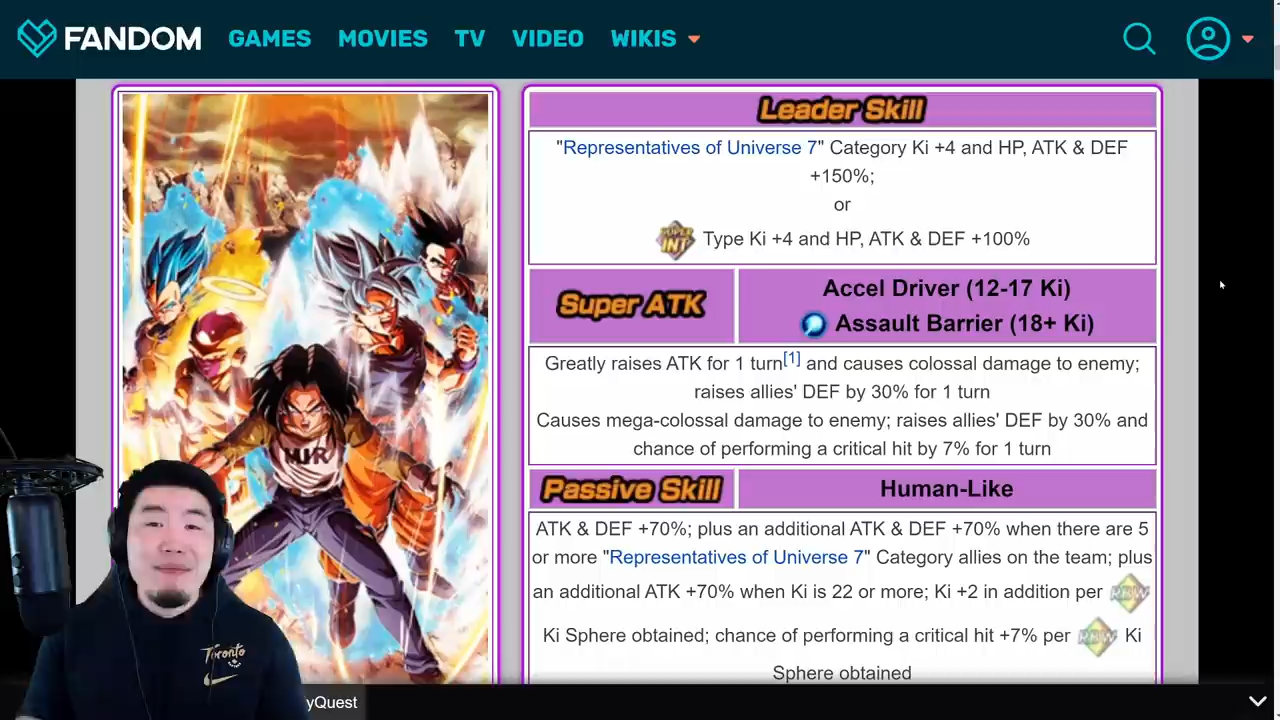 FANDOM GAMES MOVIES TV VIDEO WIKIS
Leader Skill
"Representatives of Universe 7" Category Ki +4 and HP, ATK & DEF
+150%;
or
SUPER INT Type Ki +4 and HP, ATK & DEF +100%
Super ATK
Accel Driver (12-17 Ki)
Assault Barrier (18+ Ki)
Greatly raises ATK for 1 turn[1] and causes colossal damage to enemy;
raises allies' DEF by 30% for 1 turn
Causes mega-colossal damage to enemy; raises allies' DEF by 30% and
chance of performing a critical hit by 7% for 1 turn
Passive Skill
Human-Like
ATK & DEF +70%; plus an additional ATK & DEF +70% when there are 5
or more "Representatives of Universe 7" Category allies on the team; plus
an additional ATK +70% when Ki is 22 or more; Ki +2 in addition per RBW
Ki Sphere obtained; chance of performing a critical hit +7% per RBW Ki
Sphere obtained
MIR
Toronto
yQuest